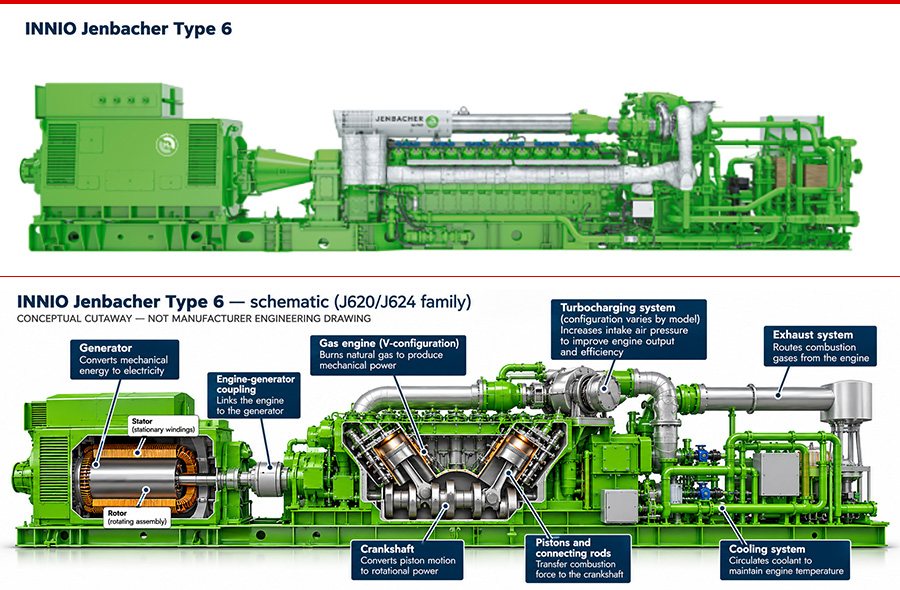 INNIO Jenbacher Type 6
JENBACHER
INNIO Jenbacher Type 6 — schematic (J620/J624 family)
CONCEPTUAL CUTAWAY — NOT MANUFACTURER ENGINEERING DRAWING
Generator
Converts mechanical
energy to electricity
Engine-generator
coupling
Links the engine
to the generator
Gas engine (V-configuration)
Burns natural gas to produce
mechanical power
Turbocharging system
(configuration varies by model)
Increases intake air pressure
to improve engine output
and efficiency
Exhaust system
Routes combustion
gases from the engine
Stator
(stationary windings)
Rotor
(rotating assembly)
Crankshaft
Converts piston motion
to rotational power
Pistons and
connecting rods
Transfer combustion
force to the crankshaft
Cooling system
Circulates coolant to
maintain engine temperature